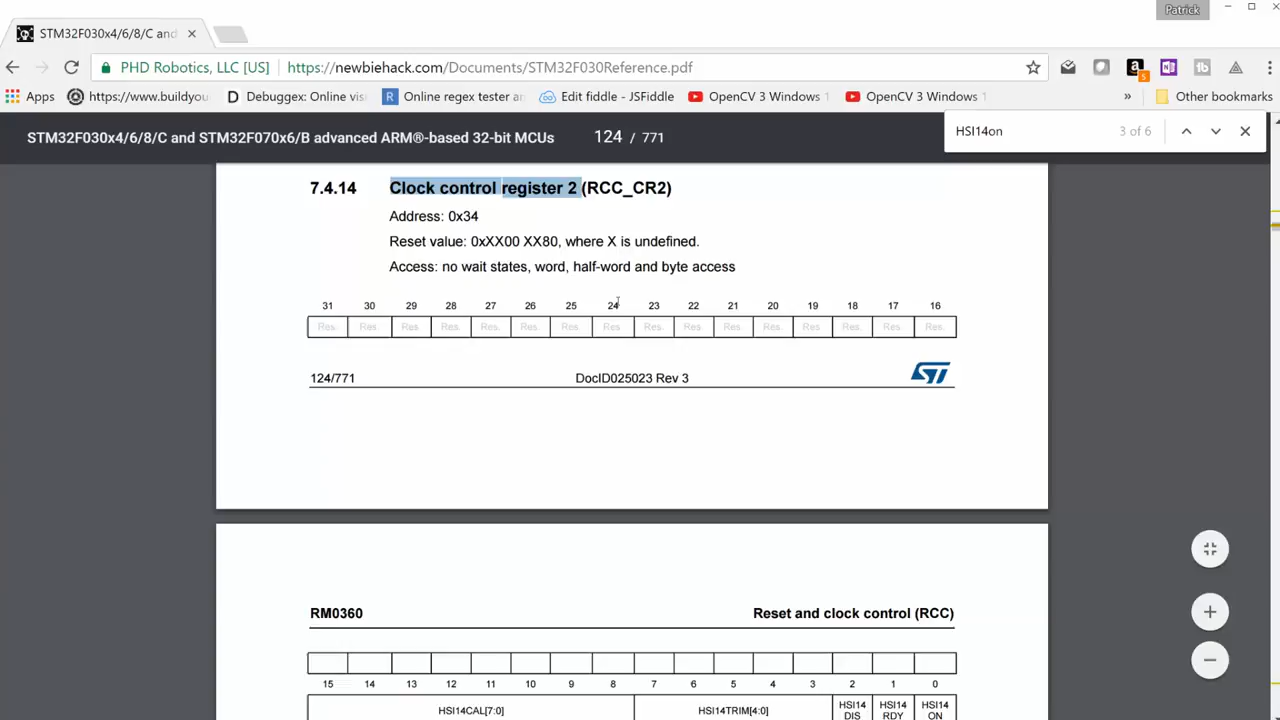 Patrick
STM32F030x4/6/8/C and
PHD Robotics, LLC [US] https://newbiehack.com/Documents/STM32F030Reference.pdf
Apps https://www.buildyou Debuggex: Online vis Online regex tester an Edit fiddle - JSFiddle OpenCV 3 Windows 1 OpenCV 3 Windows 1 » Other bookmarks
STM32F030x4/6/8/C and STM32F070x6/B advanced ARM®-based 32-bit MCUs 124 / 771
HSI14on 3 of 6
7.4.14 Clock control register 2 (RCC_CR2)
Address: 0x34
Reset value: 0xXX00 XX80, where X is undefined.
Access: no wait states, word, half-word and byte access
31 30 29 28 27 26 25 24 23 22 21 20 19 18 17 16
Res. Res. Res. Res. Res. Res. Res. Res Res. Res. Res. Res. Res. Res. Res. Res.
124/771 DocID025023 Rev 3 ST
RM0360 Reset and clock control (RCC)
15 14 13 12 11 10 9 8 7 6 5 4 3 2 1 0
HSI14CAL[7:0] HSI14TRIM[4:0] HSI14 DIS HSI14 RDY HSI14 ON